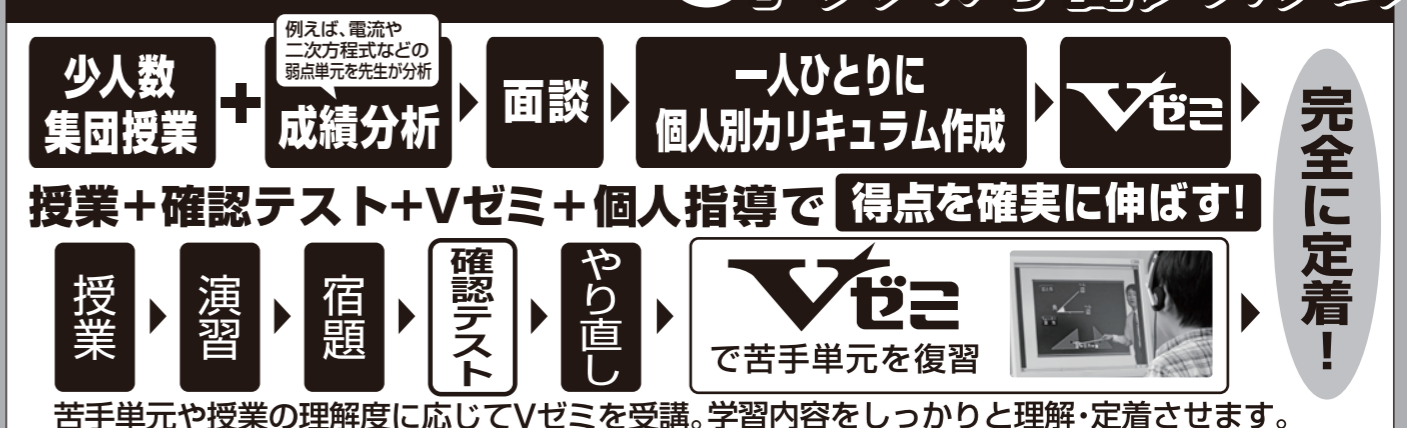 少人数
集団授業
+
例えば、電流や
二次方程式などの
弱点単元を先生が分析
成績分析
面談
一人ひとりに
個人別カリキュラム作成
Vゼミ
完全に定着！
授業+確認テスト+Vゼミ+個人指導で 得点を確実に伸ばす!
授業
演習
宿題
確認テスト
やり直し
Vゼミ
で苦手単元を復習
苦手単元や授業の理解度に応じてVゼミを受講。学習内容をしっかりと理解・定着させます。